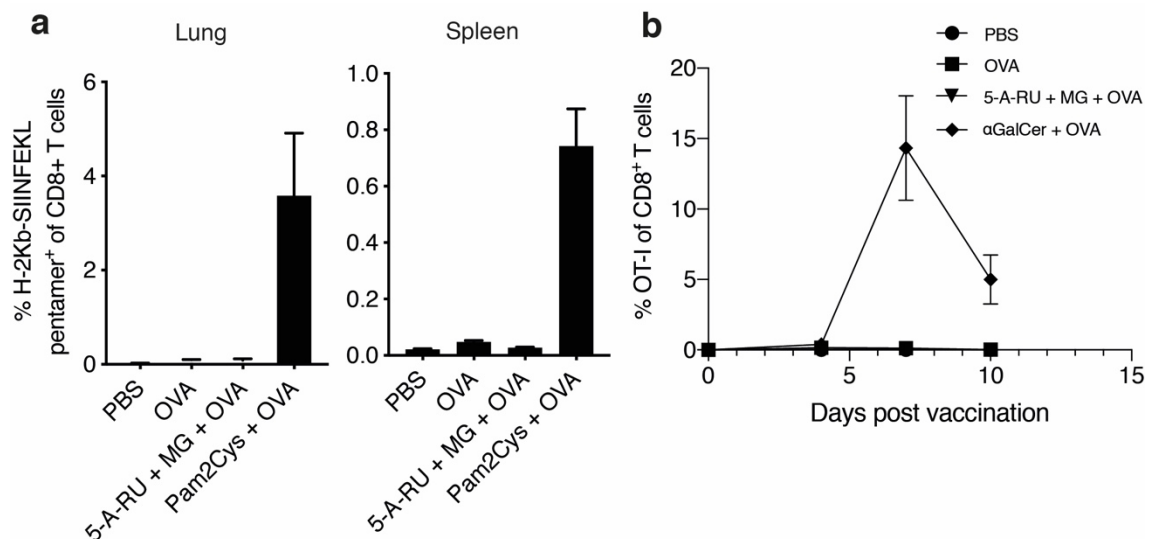 a
Lung
% H-2Kb-SIINFEKL
pentamer⁺ of CD8+ T cells
6
4
2
0
PBS
OVA
5-A-RU + MG + OVA
Pam2Cys + OVA
Spleen
1.0
0.8
0.6
0.4
0.2
0.0
PBS
OVA
5-A-RU + MG + OVA
Pam2Cys + OVA
b
PBS
OVA
5-A-RU + MG + OVA
αGalCer + OVA
% OT-I of CD8⁺ T cells
20
15
10
5
0
0
5
10
15
Days post vaccination